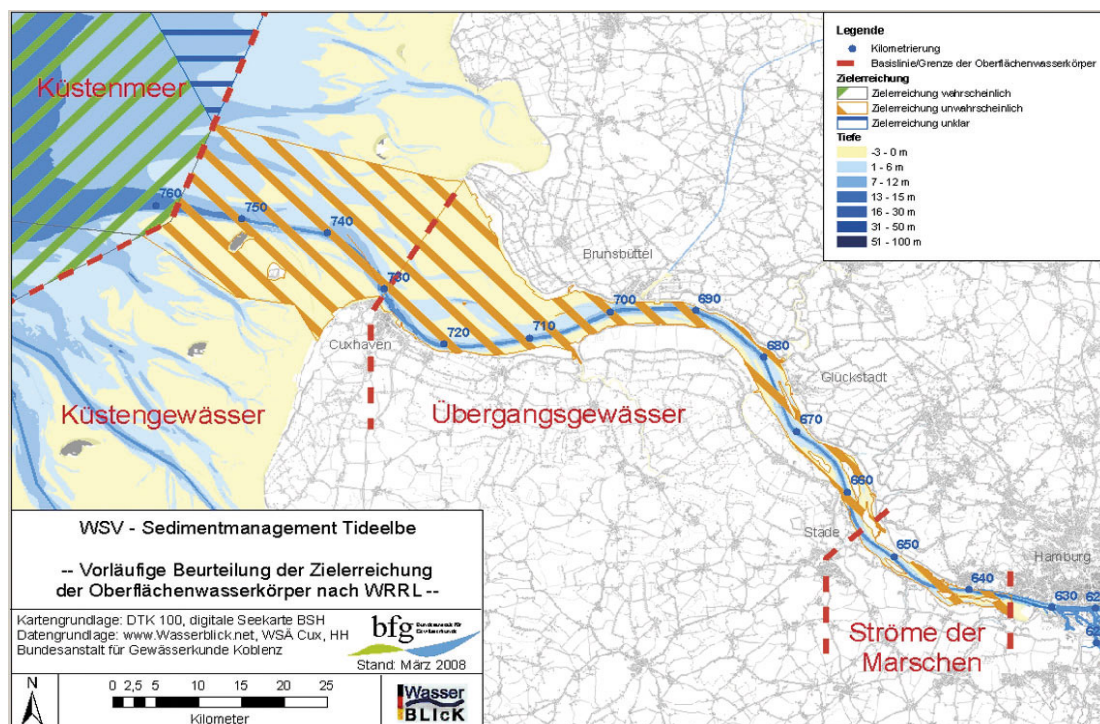 Küstenmeer
760
750
740
730
720
710
700
690
680
670
660
650
640
630
Brunsbüttel
Cuxhaven
Glückstadt
Stade
Hamburg
Küstengewässer
Übergangsgewässer
Ströme der
Marschen
Legende
Kilometrierung
Basislinie/Grenze der Oberflächenwasserkörper
Zielerreichung
Zielerreichung wahrscheinlich
Zielerreichung unwahrscheinlich
Zielerreichung unklar
Tiefe
-3 - 0 m
1 - 6 m
7 - 12 m
13 - 15 m
16 - 30 m
31 - 50 m
51 - 100 m
WSV - Sedimentmanagement Tideelbe
-- Vorläufige Beurteilung der Zielerreichung
der Oberflächenwasserkörper nach WRRL --
Kartengrundlage: DTK 100, digitale Seekarte BSH
Datengrundlage: www.Wasserblick.net, WSÄ Cux, HH
Bundesanstalt für Gewässerkunde Koblenz
bfg
Bundesanstalt für
Gewässerkunde
Stand: März 2008
N
0 2,5 5 10 15 20 25
Kilometer
Wasser
BLIcK